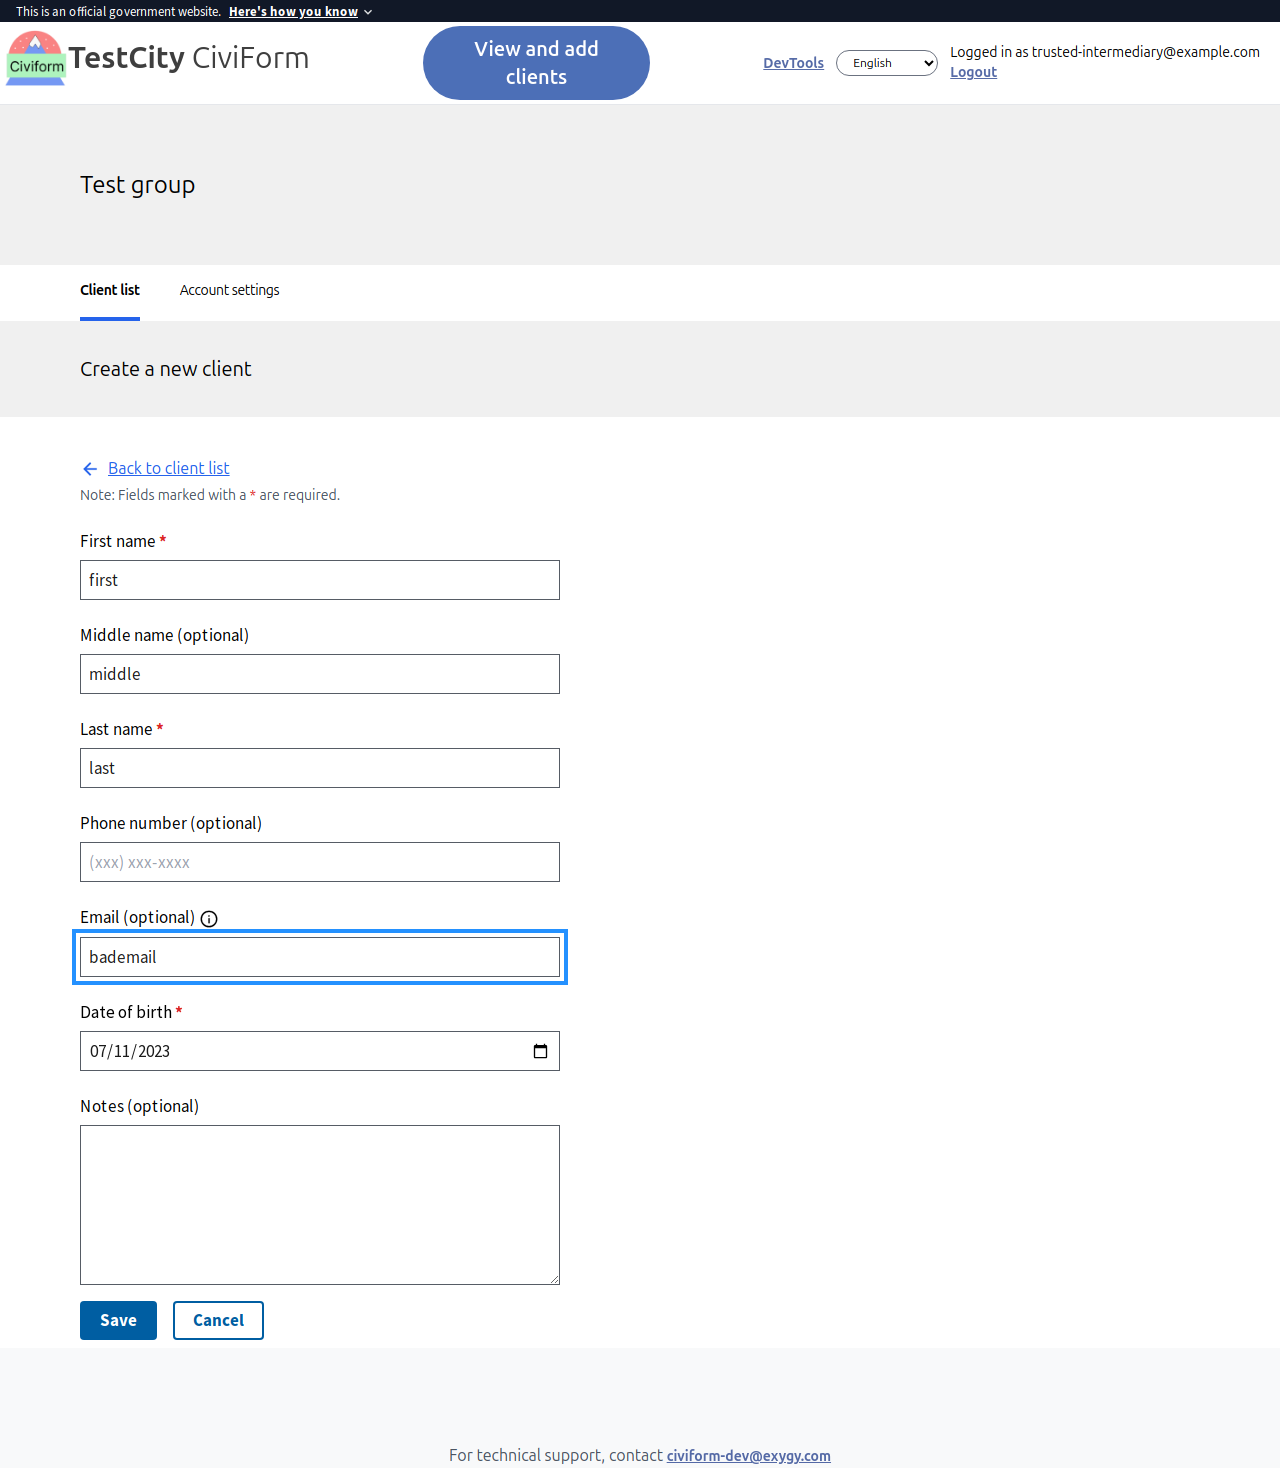 This is an official government website. Here's how you know
Civiform
TestCity CiviForm
View and add
clients
DevTools
English
Logged in as trusted-intermediary@example.com
Logout
Test group
Client list
Account settings
Create a new client
Back to client list
Note: Fields marked with a * are required.
First name *
first
Middle name (optional)
middle
Last name *
last
Phone number (optional)
(xxx) xxx-xxxx
Email (optional)
bademail
Date of birth *
07/11/2023
Notes (optional)
Save
Cancel
For technical support, contact civiform-dev@exygy.com